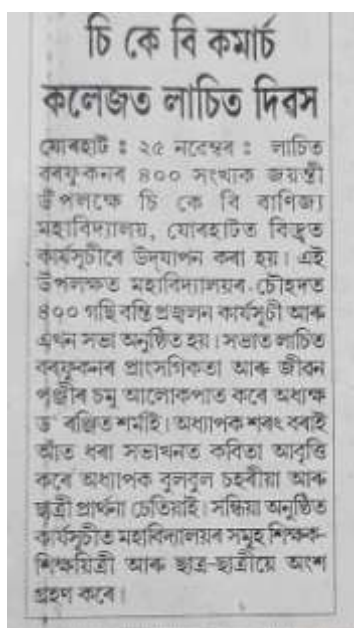 চি কে বি কমাৰ্চ
কলেজত লাচিত দিবস
যোৰহাট : ২৫ নৱেম্বৰ : লাচিত
বৰফুকনৰ ৪০০ সংখ্যক জয়ন্তী
উপলক্ষে চি কে বি বাণিজ্য
মহাবিদ্যালয়, যোৰহাটত বিস্তৃত
কাৰ্যসূচীৰে উদ্‌যাপন কৰা হয়। এই
উপলক্ষত মহাবিদ্যালয়ৰ চৌহদত
৪০০ গছি বন্তি প্ৰজ্বলন কাৰ্যসূচী আৰু
এখন সভা অনুষ্ঠিত হয়। সভাত লাচিত
বৰফুকনৰ প্ৰাংসগিকতা আৰু জীৱন
পঞ্জীৰ চমু আলোকপাত কৰে অধ্যক্ষ
ড° ৰঞ্জিত শৰ্মাই। অধ্যাপক শৰৎ বৰাই
আঁত ধৰা সভাখনত কবিতা আবৃত্তি
কৰে অধ্যাপক বুলবুল চহৰীয়া আৰু
ছাত্ৰী প্ৰাৰ্থনা চেতিয়াই। সন্ধিয়া অনুষ্ঠিত
কাৰ্যসূচীত মহাবিদ্যালয়ৰ সমূহ শিক্ষক-
শিক্ষয়িত্ৰী আৰু ছাত্ৰ-ছাত্ৰীয়ে অংশ
গ্ৰহণ কৰে।